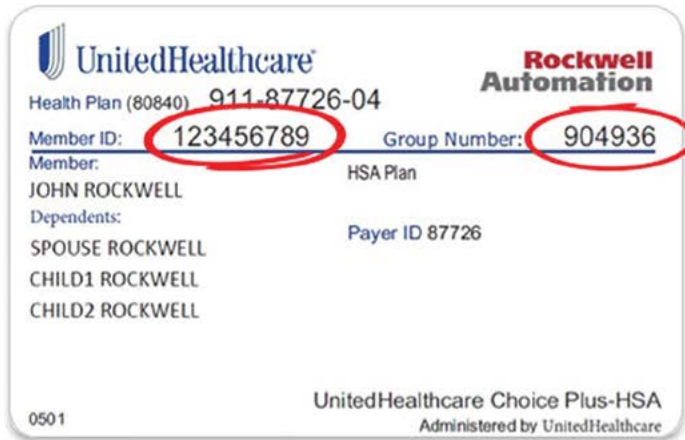 UnitedHealthcare®
Rockwell
Automation
Health Plan (80840) 911-87726-04
Member ID: 123456789 Group Number: 904936
Member:
HSA Plan
JOHN ROCKWELL
Dependents:
Payer ID 87726
SPOUSE ROCKWELL
CHILD1 ROCKWELL
CHILD2 ROCKWELL
UnitedHealthcare Choice Plus-HSA
0501 Administered by UnitedHealthcare